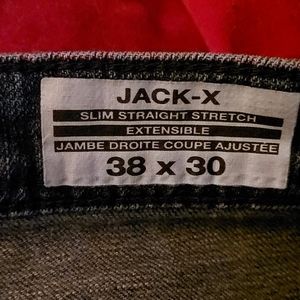 JACK-X
SLIM STRAIGHT STRETCH
EXTENSIBLE
JAMBE DROITE COUPE AJUSTÉE
38 x 30